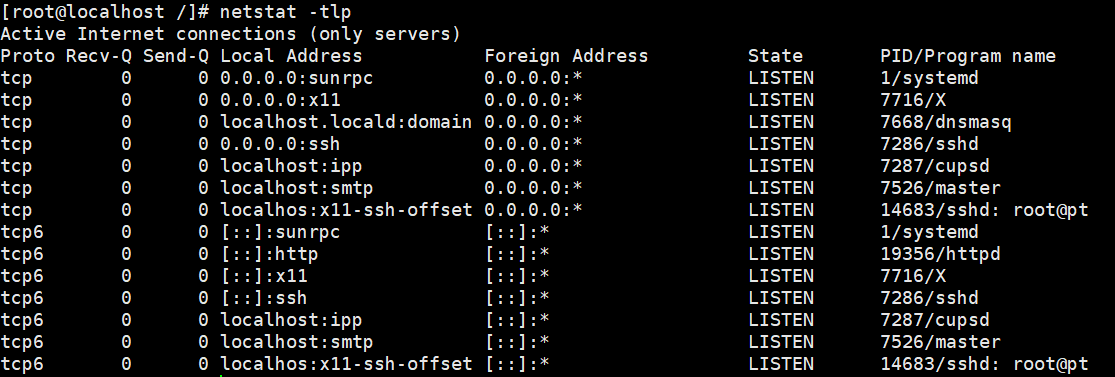 [root@localhost /]# netstat -tlp
Active Internet connections (only servers)
Proto Recv-Q Send-Q Local Address           Foreign Address         State       PID/Program name
tcp        0      0 0.0.0.0:sunrpc          0.0.0.0:*               LISTEN      1/systemd
tcp        0      0 0.0.0.0:x11             0.0.0.0:*               LISTEN      7716/X
tcp        0      0 localhost.locald:domain 0.0.0.0:*               LISTEN      7668/dnsmasq
tcp        0      0 0.0.0.0:ssh             0.0.0.0:*               LISTEN      7286/sshd
tcp        0      0 localhost:ipp           0.0.0.0:*               LISTEN      7287/cupsd
tcp        0      0 localhost:smtp          0.0.0.0:*               LISTEN      7526/master
tcp        0      0 localhos:x11-ssh-offset 0.0.0.0:*               LISTEN      14683/sshd: root@pt
tcp6       0      0 [::]:sunrpc             [::]:*                  LISTEN      1/systemd
tcp6       0      0 [::]:http               [::]:*                  LISTEN      19356/httpd
tcp6       0      0 [::]:x11                [::]:*                  LISTEN      7716/X
tcp6       0      0 [::]:ssh                [::]:*                  LISTEN      7286/sshd
tcp6       0      0 localhost:ipp           [::]:*                  LISTEN      7287/cupsd
tcp6       0      0 localhost:smtp          [::]:*                  LISTEN      7526/master
tcp6       0      0 localhos:x11-ssh-offset [::]:*                  LISTEN      14683/sshd: root@pt